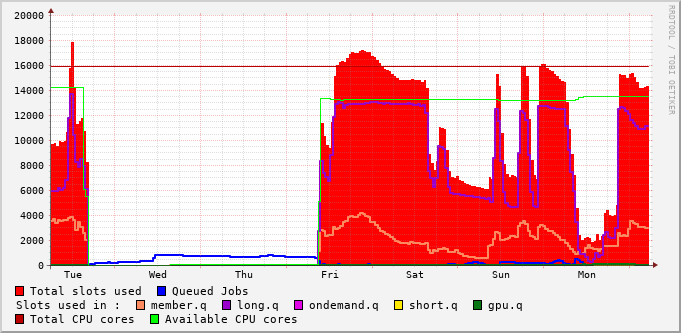 20000
18000
16000
14000
12000
10000
8000
6000
4000
2000
0
Tue Wed Thu Fri Sat Sun Mon
RRDTOOL / TOBI OETIKER
Total slots used Queued Jobs
Slots used in : member.q long.q ondemand.q short.q gpu.q
Total CPU cores Available CPU cores